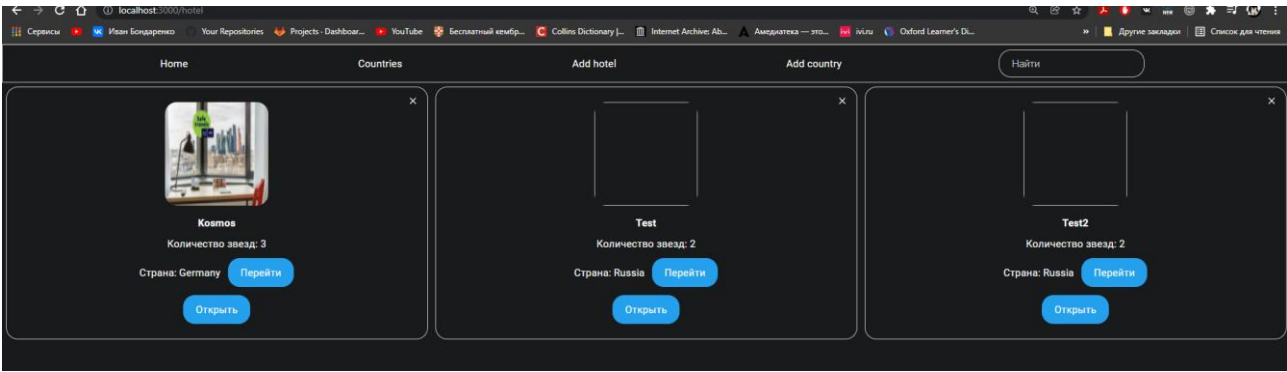 localhost:3000/hotel
Сервисы Иван Бондаренко Your Repositories Projects · Dashboar... YouTube Бесплатный кембр... Collins Dictionary |... Internet Archive: Ab... Амедиатека — это... ivi ivi.ru Oxford Learner's Di... » Другие закладки Список для чтения
Home Countries Add hotel Add country Найти
× × ×
Kosmos Test Test2
Количество звезд: 3 Количество звезд: 2 Количество звезд: 2
Страна: Germany Перейти Страна: Russia Перейти Страна: Russia Перейти
Открыть Открыть Открыть